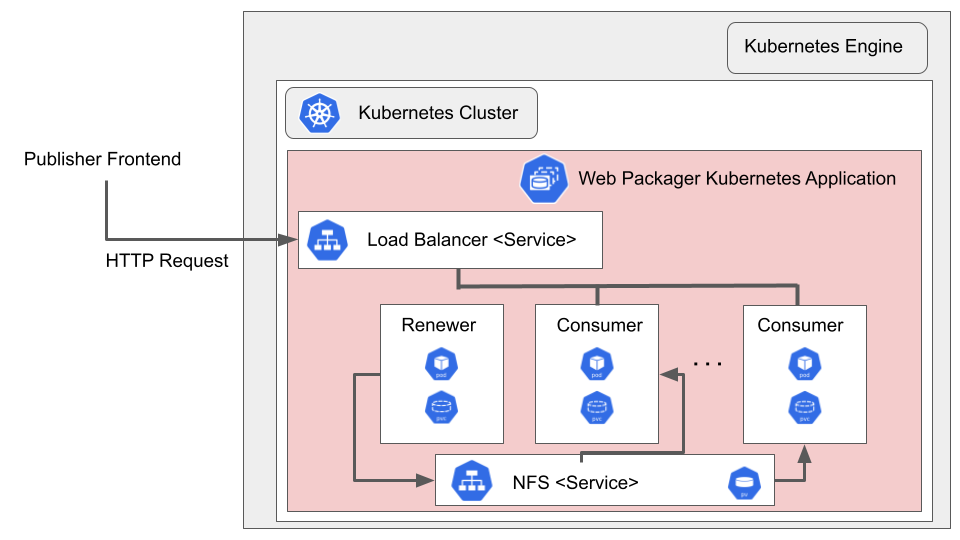 Kubernetes Engine
Kubernetes Cluster
Publisher Frontend
Web Packager Kubernetes Application
Load Balancer <Service>
HTTP Request
Renewer
Consumer
Consumer
pod
pod
pod
. . .
pvc
pvc
pvc
NFS <Service>
pv